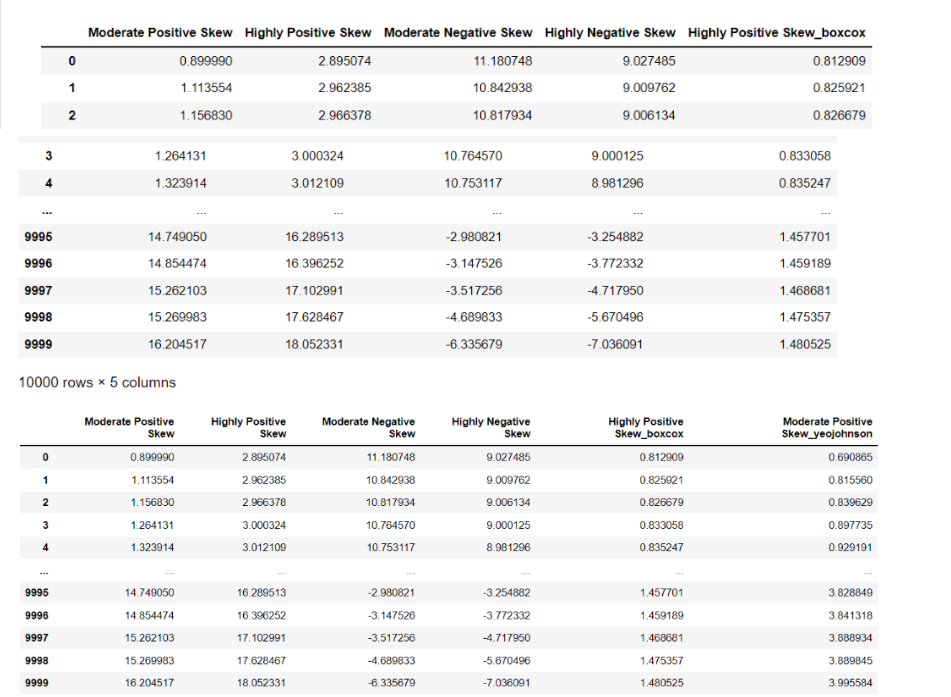 Moderate Positive Skew Highly Positive Skew Moderate Negative Skew Highly Negative Skew Highly Positive Skew_boxcox
0 0.899990 2.895074 11.180748 9.027485 0.812909
1 1.113554 2.962385 10.842938 9.009762 0.825921
2 1.156830 2.966378 10.817934 9.006134 0.826679
3 1.264131 3.000324 10.764570 9.000125 0.833058
4 1.323914 3.012109 10.753117 8.981296 0.835247
... ... ... ... ... ...
9995 14.749050 16.289513 -2.980821 -3.254882 1.457701
9996 14.854474 16.396252 -3.147526 -3.772332 1.459189
9997 15.262103 17.102991 -3.517256 -4.717950 1.468681
9998 15.269983 17.628467 -4.689833 -5.670496 1.475357
9999 16.204517 18.052331 -6.335679 -7.036091 1.480525
10000 rows × 5 columns
Moderate Positive Highly Positive Moderate Negative Highly Negative Highly Positive Moderate Positive
Skew Skew Skew Skew Skew_boxcox Skew_yeojohnson
0 0.899990 2.895074 11.180748 9.027485 0.812909 0.690865
1 1.113554 2.962385 10.842938 9.009762 0.825921 0.815560
2 1.156830 2.966378 10.817934 9.006134 0.826679 0.839629
3 1.264131 3.000324 10.764570 9.000125 0.833058 0.897735
4 1.323914 3.012109 10.753117 8.981296 0.835247 0.929191
... ... ... ... ... ... ...
9995 14.749050 16.289513 -2.980821 -3.254882 1.457701 3.828849
9996 14.854474 16.396252 -3.147526 -3.772332 1.459189 3.841318
9997 15.262103 17.102991 -3.517256 -4.717950 1.468681 3.888934
9998 15.269983 17.628467 -4.689833 -5.670496 1.475357 3.889845
9999 16.204517 18.052331 -6.335679 -7.036091 1.480525 3.995584